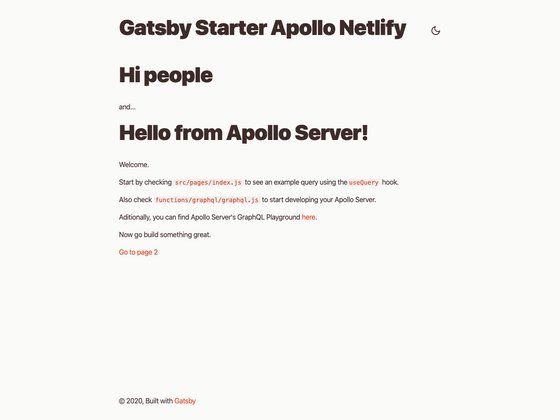 Gatsby Starter Apollo Netlify
Hi people
and...
Hello from Apollo Server!
Welcome.
Start by checking src/pages/index.js to see an example query using the useQuery hook.
Also check functions/graphql/graphql.js to start developing your Apollo Server.
Aditionally, you can find Apollo Server's GraphQL Playground here.
Now go build something great.
Go to page 2
© 2020, Built with Gatsby